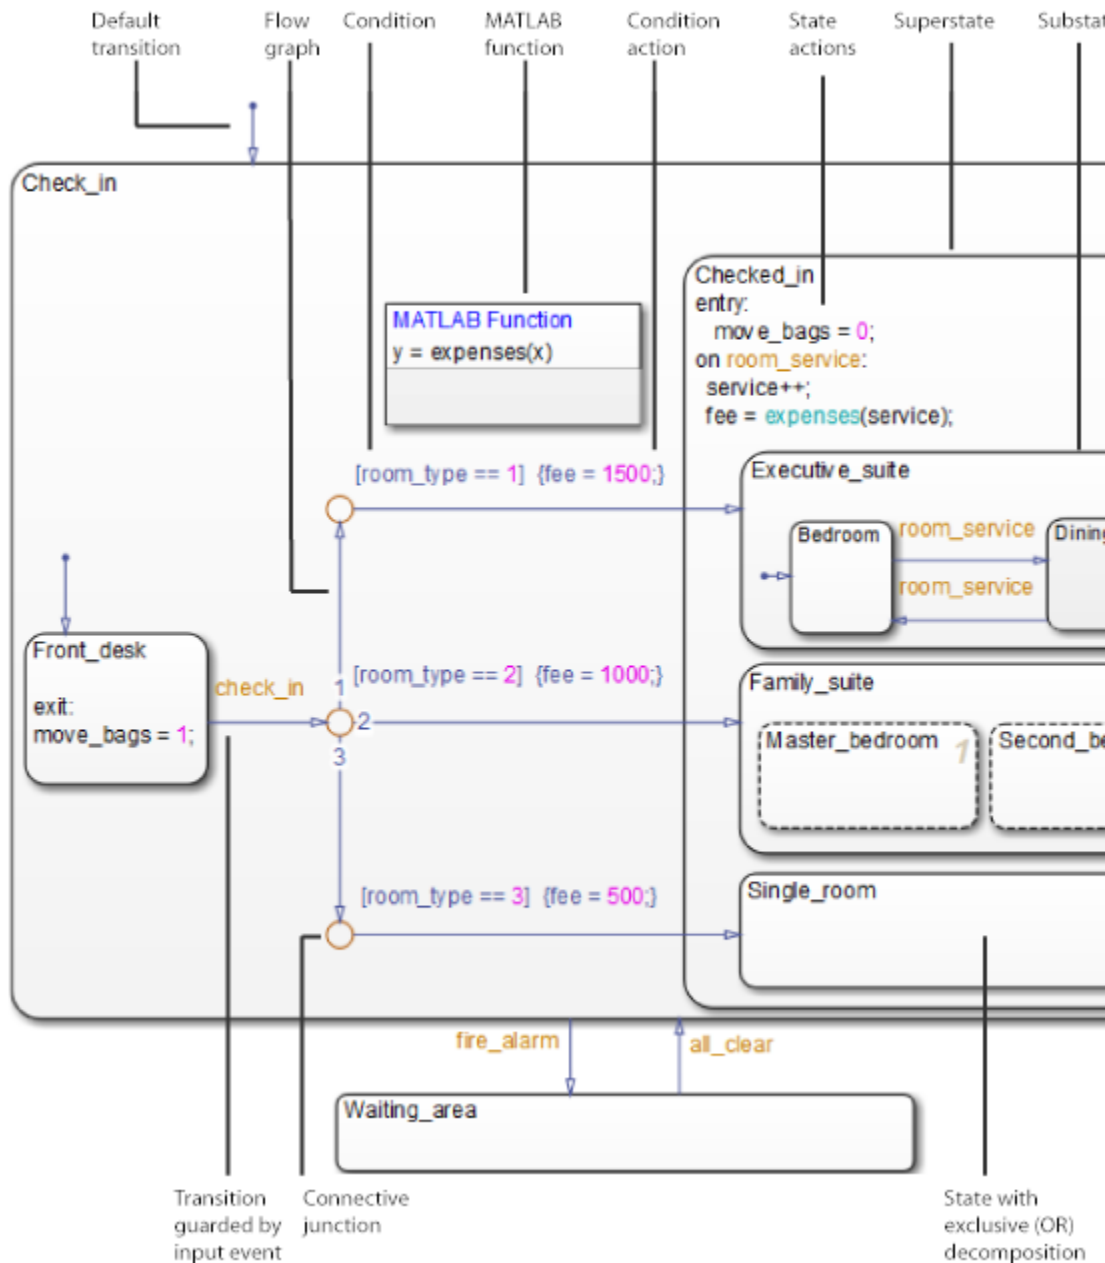 Default
transition
Flow
graph
Condition
MATLAB
function
Condition
action
State
actions
Superstate
Substat
Check_in
MATLAB Function
y = expenses(x)
Checked_in
entry:
move_bags = 0;
on room_service:
service++;
fee = expenses(service);
[room_type == 1] {fee = 1500;}
Executive_suite
Bedroom
room_service
room_service
Dining
Front_desk
exit:
move_bags = 1;
check_in
1
2
3
[room_type == 2] {fee = 1000;}
Family_suite
Master_bedroom
1
Second_be
[room_type == 3] {fee = 500;}
Single_room
fire_alarm
all_clear
Waiting_area
Transition
guarded by
input event
Connective
junction
State with
exclusive (OR)
decomposition